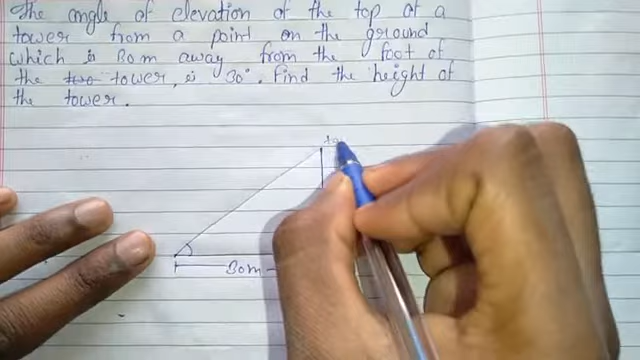 The angle of elevation of the top of a
tower from a point on the ground
which is 30m away from the foot of
the two tower, is 30°. Find the height of
the tower.
30m